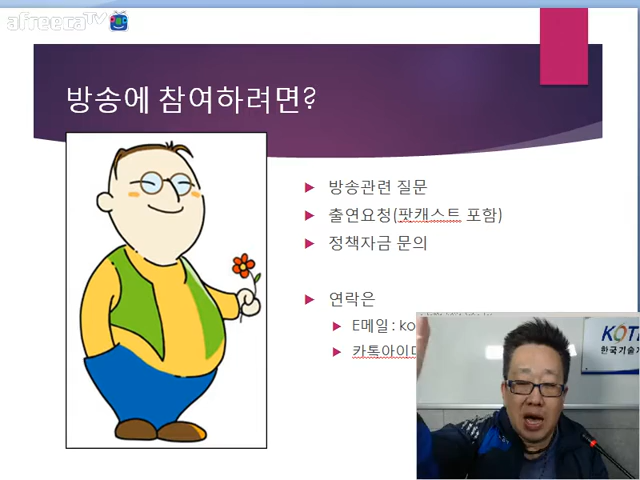 afreecaTV
방송에 참여하려면?
방송관련 질문
출연요청(팟캐스트 포함)
정책자금 문의
연락은
E메일 : ko
카톡아이디
KOTE
한국기술거